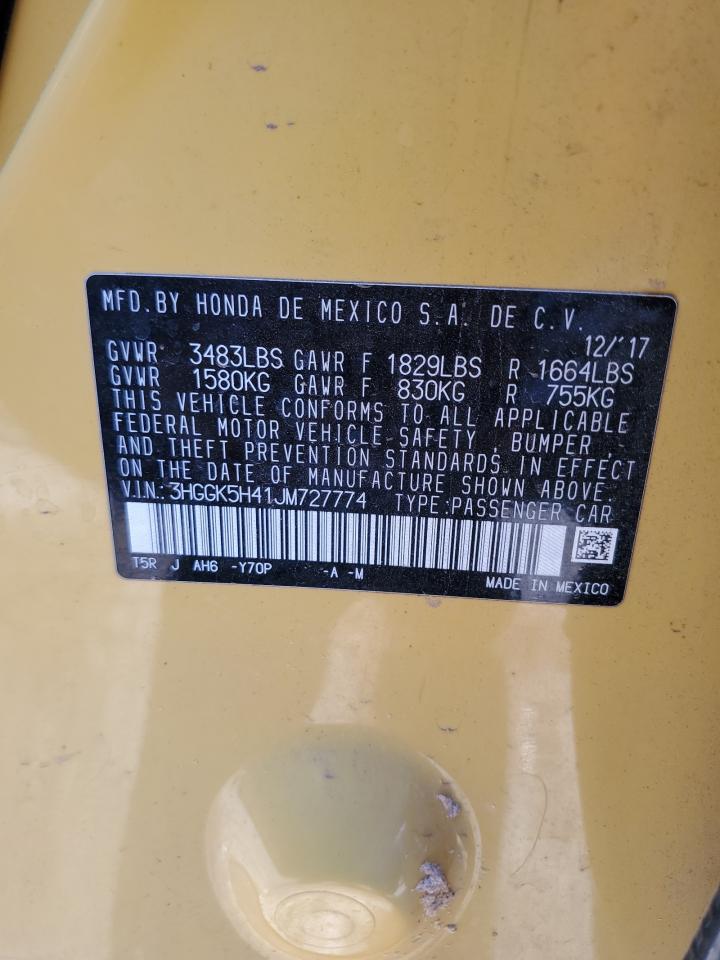 MFD.BY HONDA DE MEXICO S.A. DE C.V.
12/'17
GVWR 3483LBS GAWR F 1829LBS R 1664LBS
GVWR 1580KG GAWR F 830KG R 755KG
THIS VEHICLE CONFORMS TO ALL APPLICABLE
FEDERAL MOTOR VEHICLE SAFETY , BUMPER ,
AND THEFT PREVENTION STANDARDS IN EFFECT
ON THE DATE OF MANUFACTURE SHOWN ABOVE.
V.I.N.: 3HGGK5H41JM727774 TYPE:PASSENGER CAR
T5R J AH6 -Y70P -A -M
MADE IN MEXICO